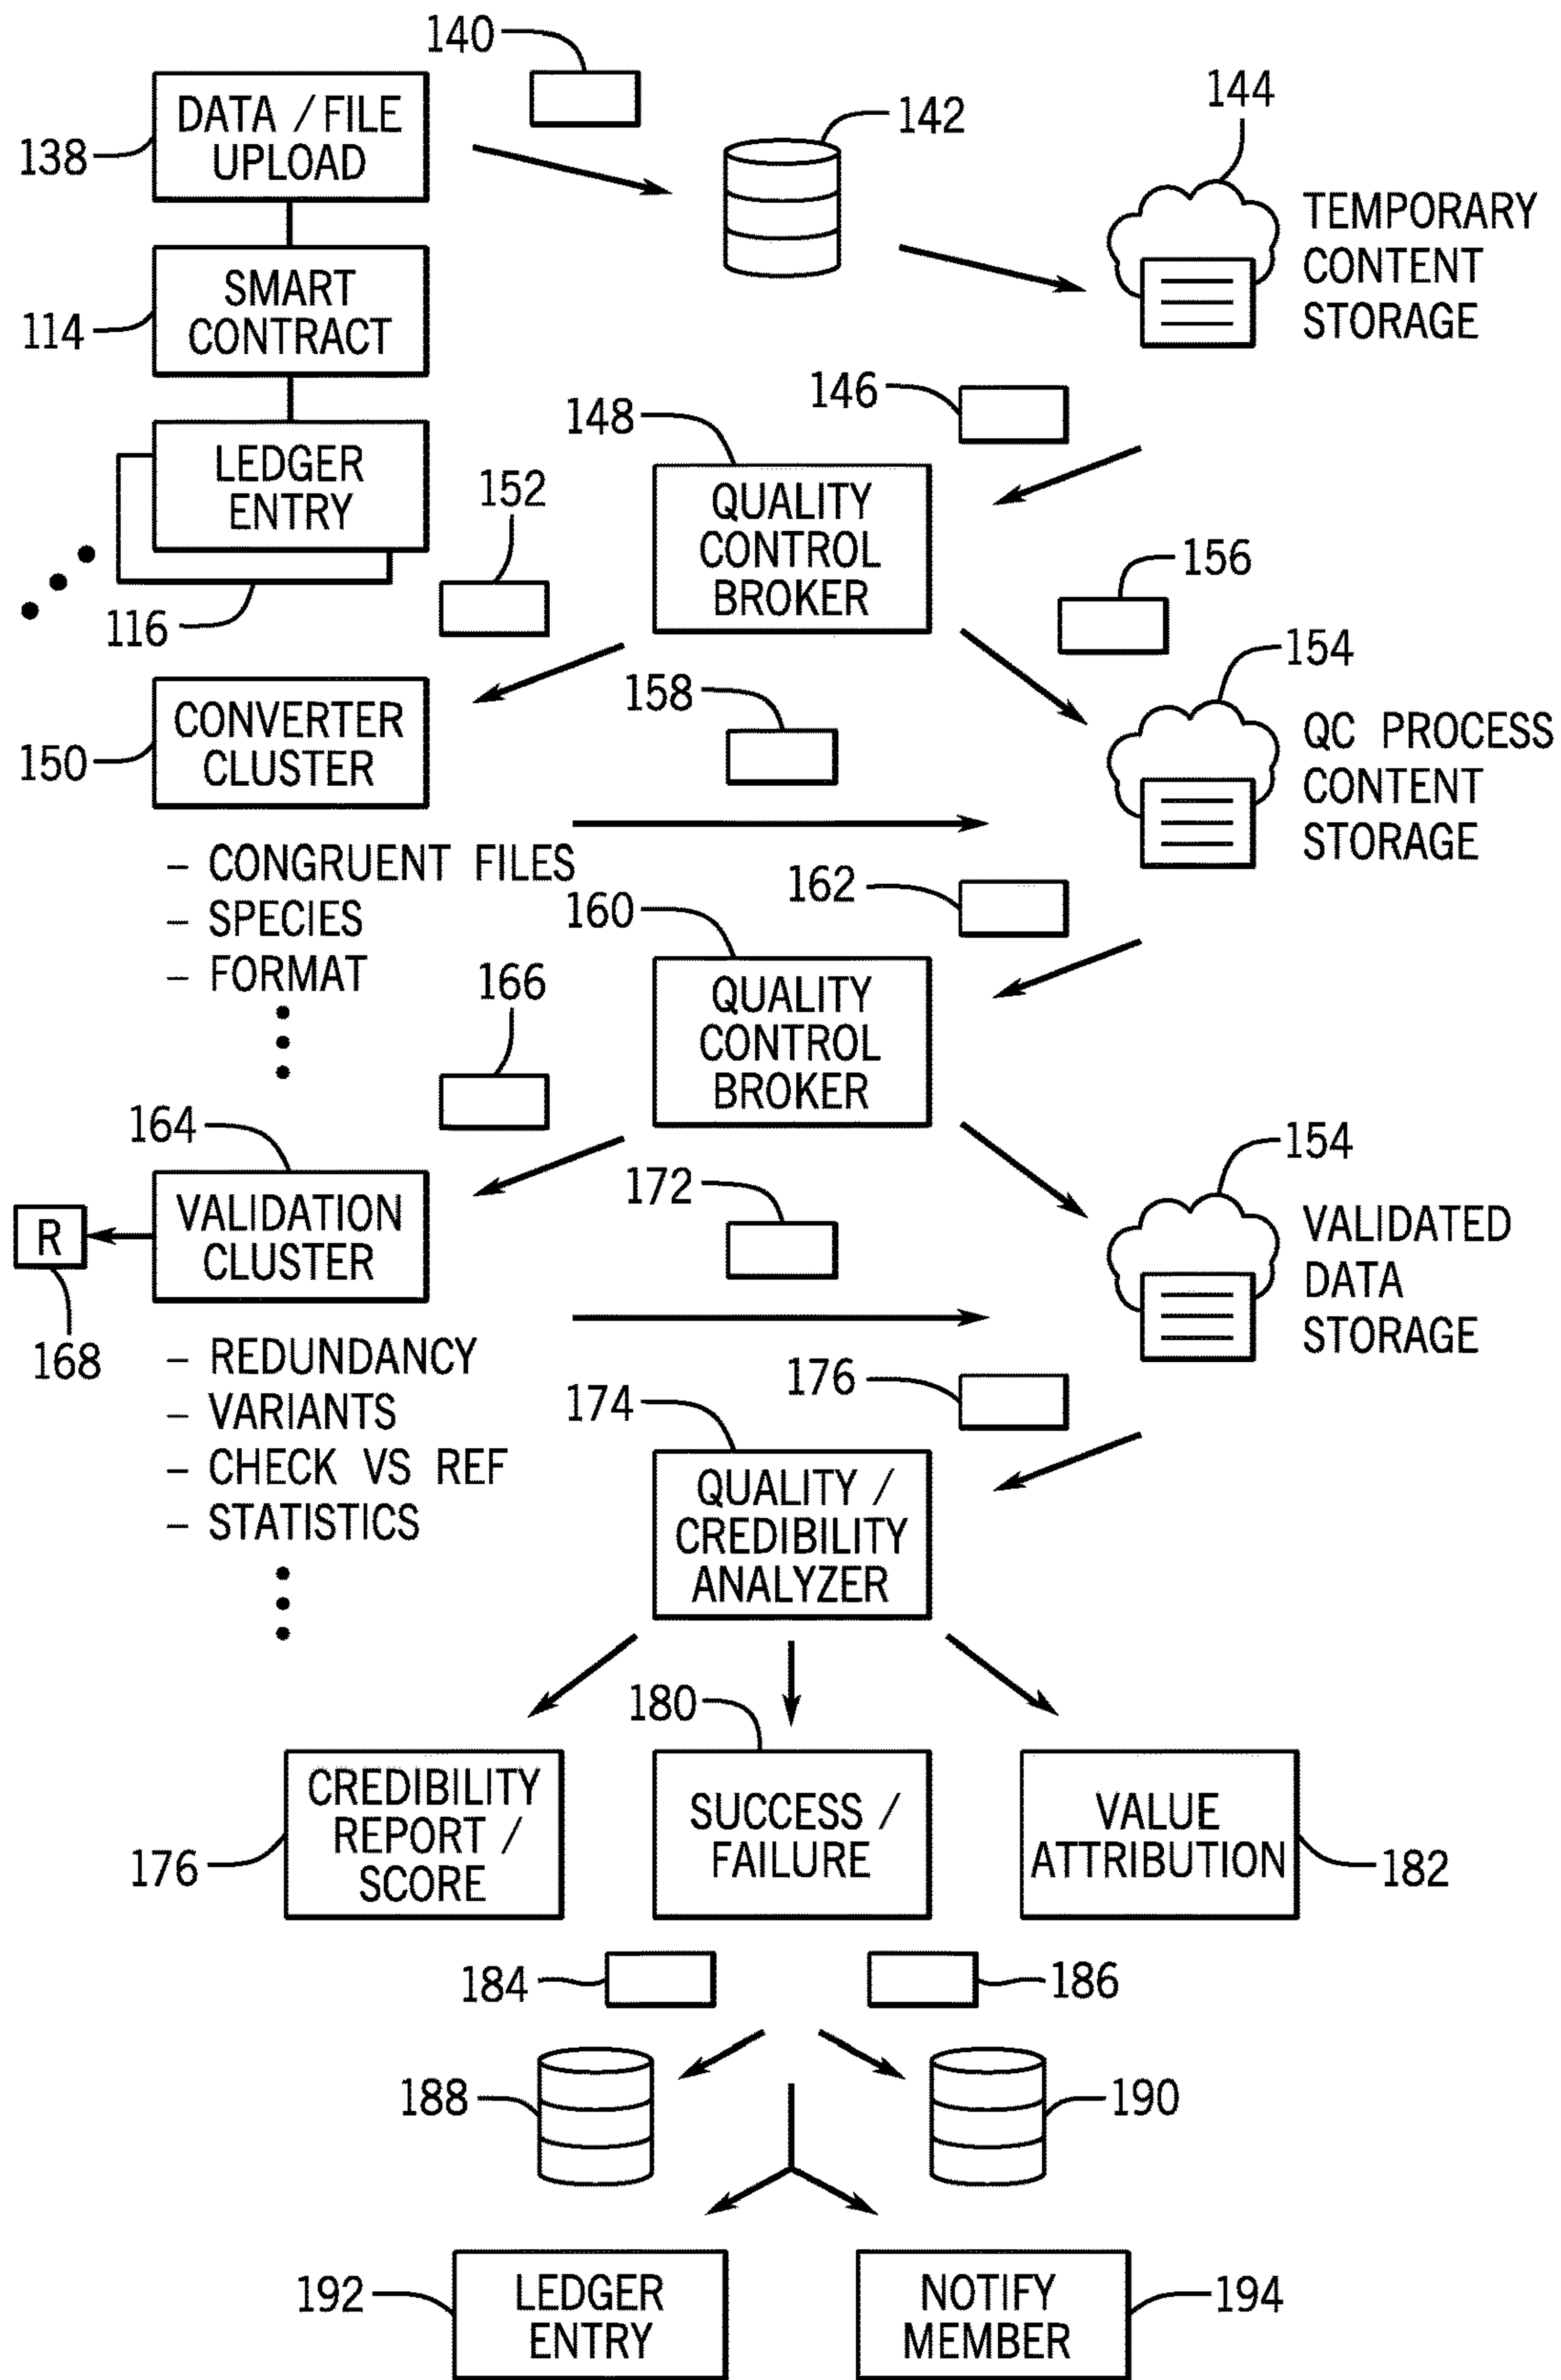 140
DATA / FILE
UPLOAD
138
142
144
TEMPORARY
CONTENT
STORAGE
SMART
CONTRACT
114
146
148
LEDGER
ENTRY
116
152
QUALITY
CONTROL
BROKER
156
154
QC PROCESS
CONTENT
STORAGE
158
CONVERTER
CLUSTER
150
- CONGRUENT FILES
- SPECIES
- FORMAT
162
160
QUALITY
CONTROL
BROKER
166
164
VALIDATION
CLUSTER
R
168
172
154
VALIDATED
DATA
STORAGE
- REDUNDANCY
- VARIANTS
- CHECK VS REF
- STATISTICS
176
174
QUALITY /
CREDIBILITY
ANALYZER
180
CREDIBILITY
REPORT /
SCORE
176
SUCCESS /
FAILURE
VALUE
ATTRIBUTION
182
184
186
188
190
192
LEDGER
ENTRY
NOTIFY
MEMBER
194